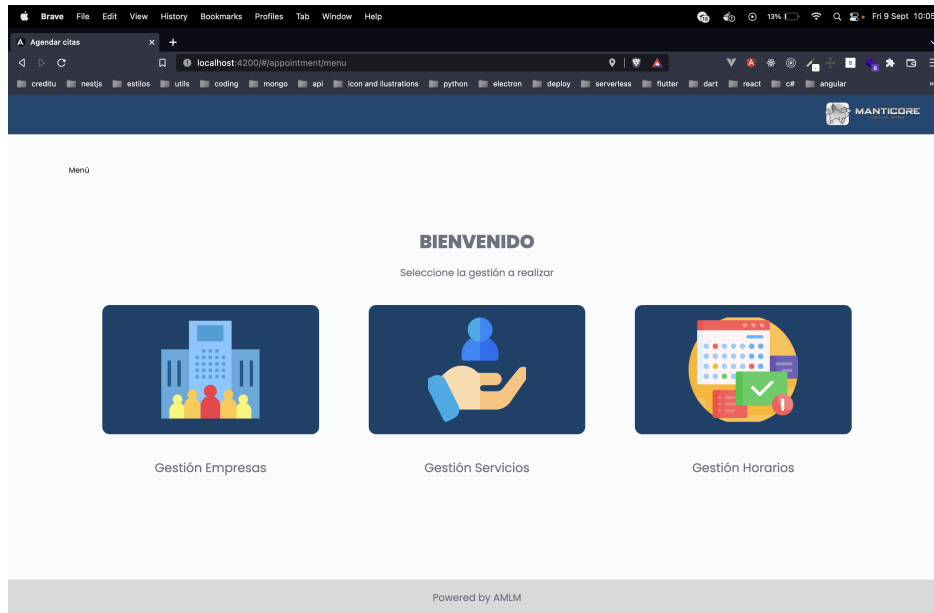 Brave File Edit View History Bookmarks Profiles Tab Window Help 13% Fri 9 Sept 10:05
Agendar citas
localhost:4200/#/appointment/menu
creditu nestjs estilos utils coding mongo api icon and ilustrations python electron deploy serverless flutter dart react c# angular
MANTICORE
Menú
BIENVENIDO
Seleccione la gestión a realizar
Gestión Empresas Gestión Servicios Gestión Horarios
Powered by AMLM